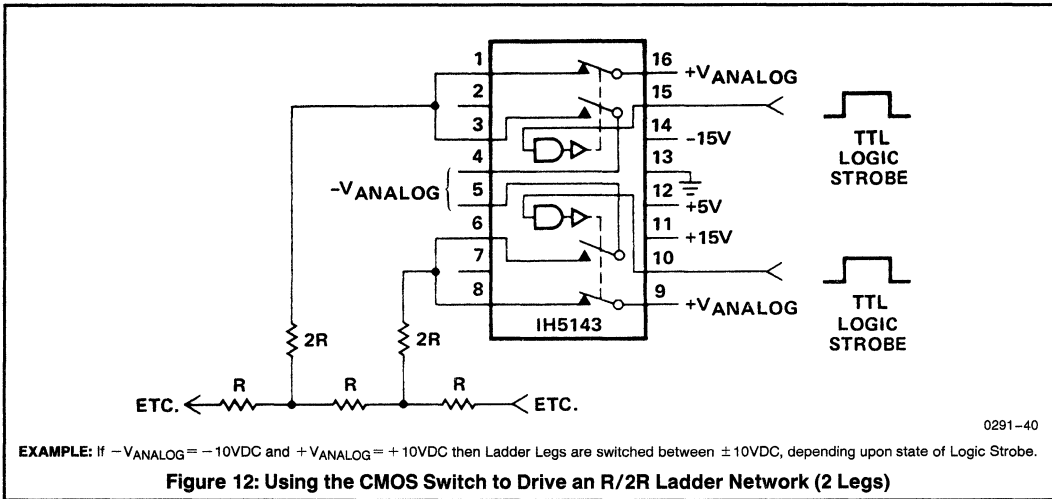 1
2
3
4
5
6
7
8
-VANALOG
16
15
14
13
12
11
10
9
+VANALOG
-15V
+5V
+15V
+VANALOG
IH5143
TTL
LOGIC
STROBE
TTL
LOGIC
STROBE
2R
2R
ETC.
R
R
R
ETC.
0291-40
EXAMPLE: If −VANALOG = −10VDC and +VANALOG = +10VDC then Ladder Legs are switched between ±10VDC, depending upon state of Logic Strobe.
Figure 12: Using the CMOS Switch to Drive an R/2R Ladder Network (2 Legs)